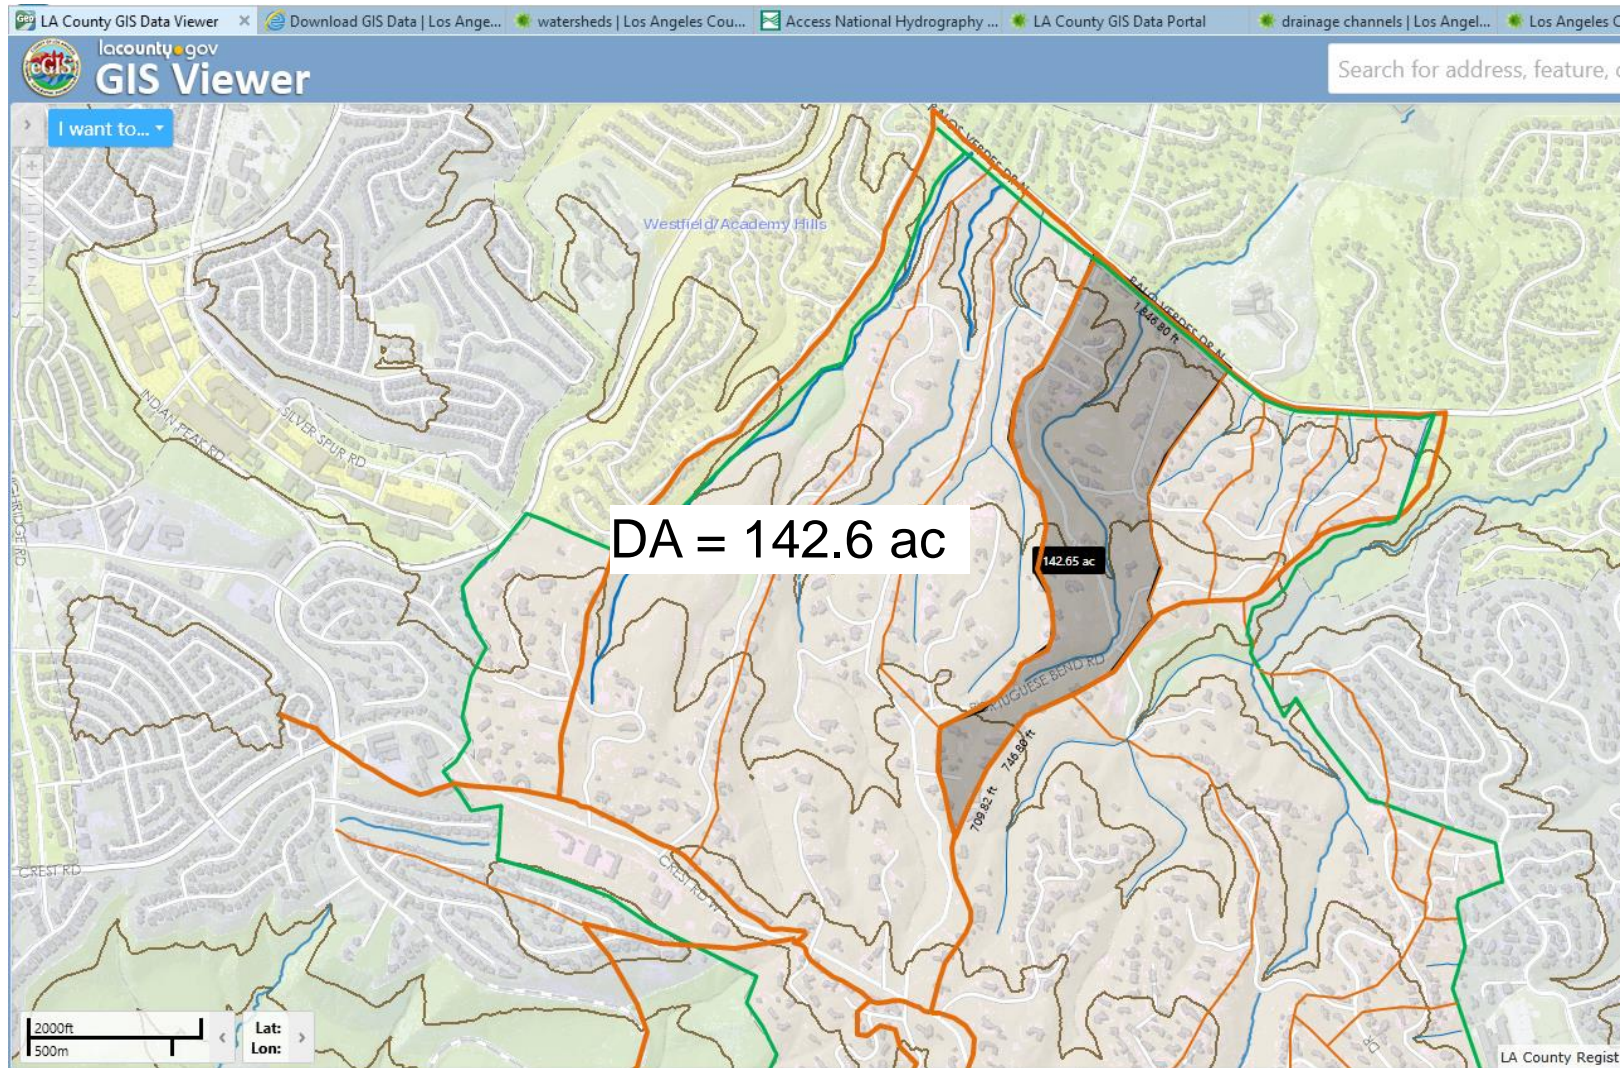 LA County GIS Data Viewer
Download GIS Data | Los Ange...
watersheds | Los Angeles Cou...
Access National Hydrography ...
LA County GIS Data Portal
drainage channels | Los Angel...
Los Angeles C
eGIS
lacounty.gov
GIS Viewer
Search for address, feature, o
I want to...
PALOS VERDES DR N
Westfield/Academy Hills
PALO VERDES DR N
1,846.80 ft
INDIAN PEAK RD
SILVER SPUR RD
DA = 142.6 ac
142.65 ac
PORTUGUESE BEND RD
746.80 ft
709.82 ft
CREST RD
CREST RD W
2000ft
500m
Lat:
Lon:
LA County Regist